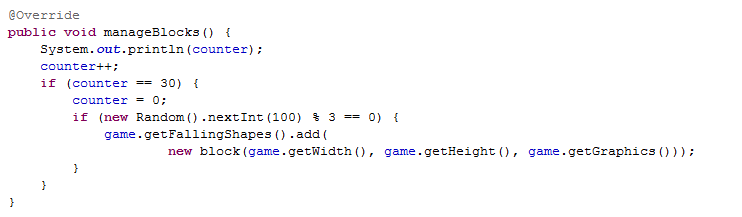 @Override
public void manageBlocks() {
    System.out.println(counter);
    counter++;
    if (counter == 30) {
        counter = 0;
        if (new Random().nextInt(100) % 3 == 0) {
            game.getFallingShapes().add(
                    new block(game.getWidth(), game.getHeight(), game.getGraphics()));
        }
    }
}